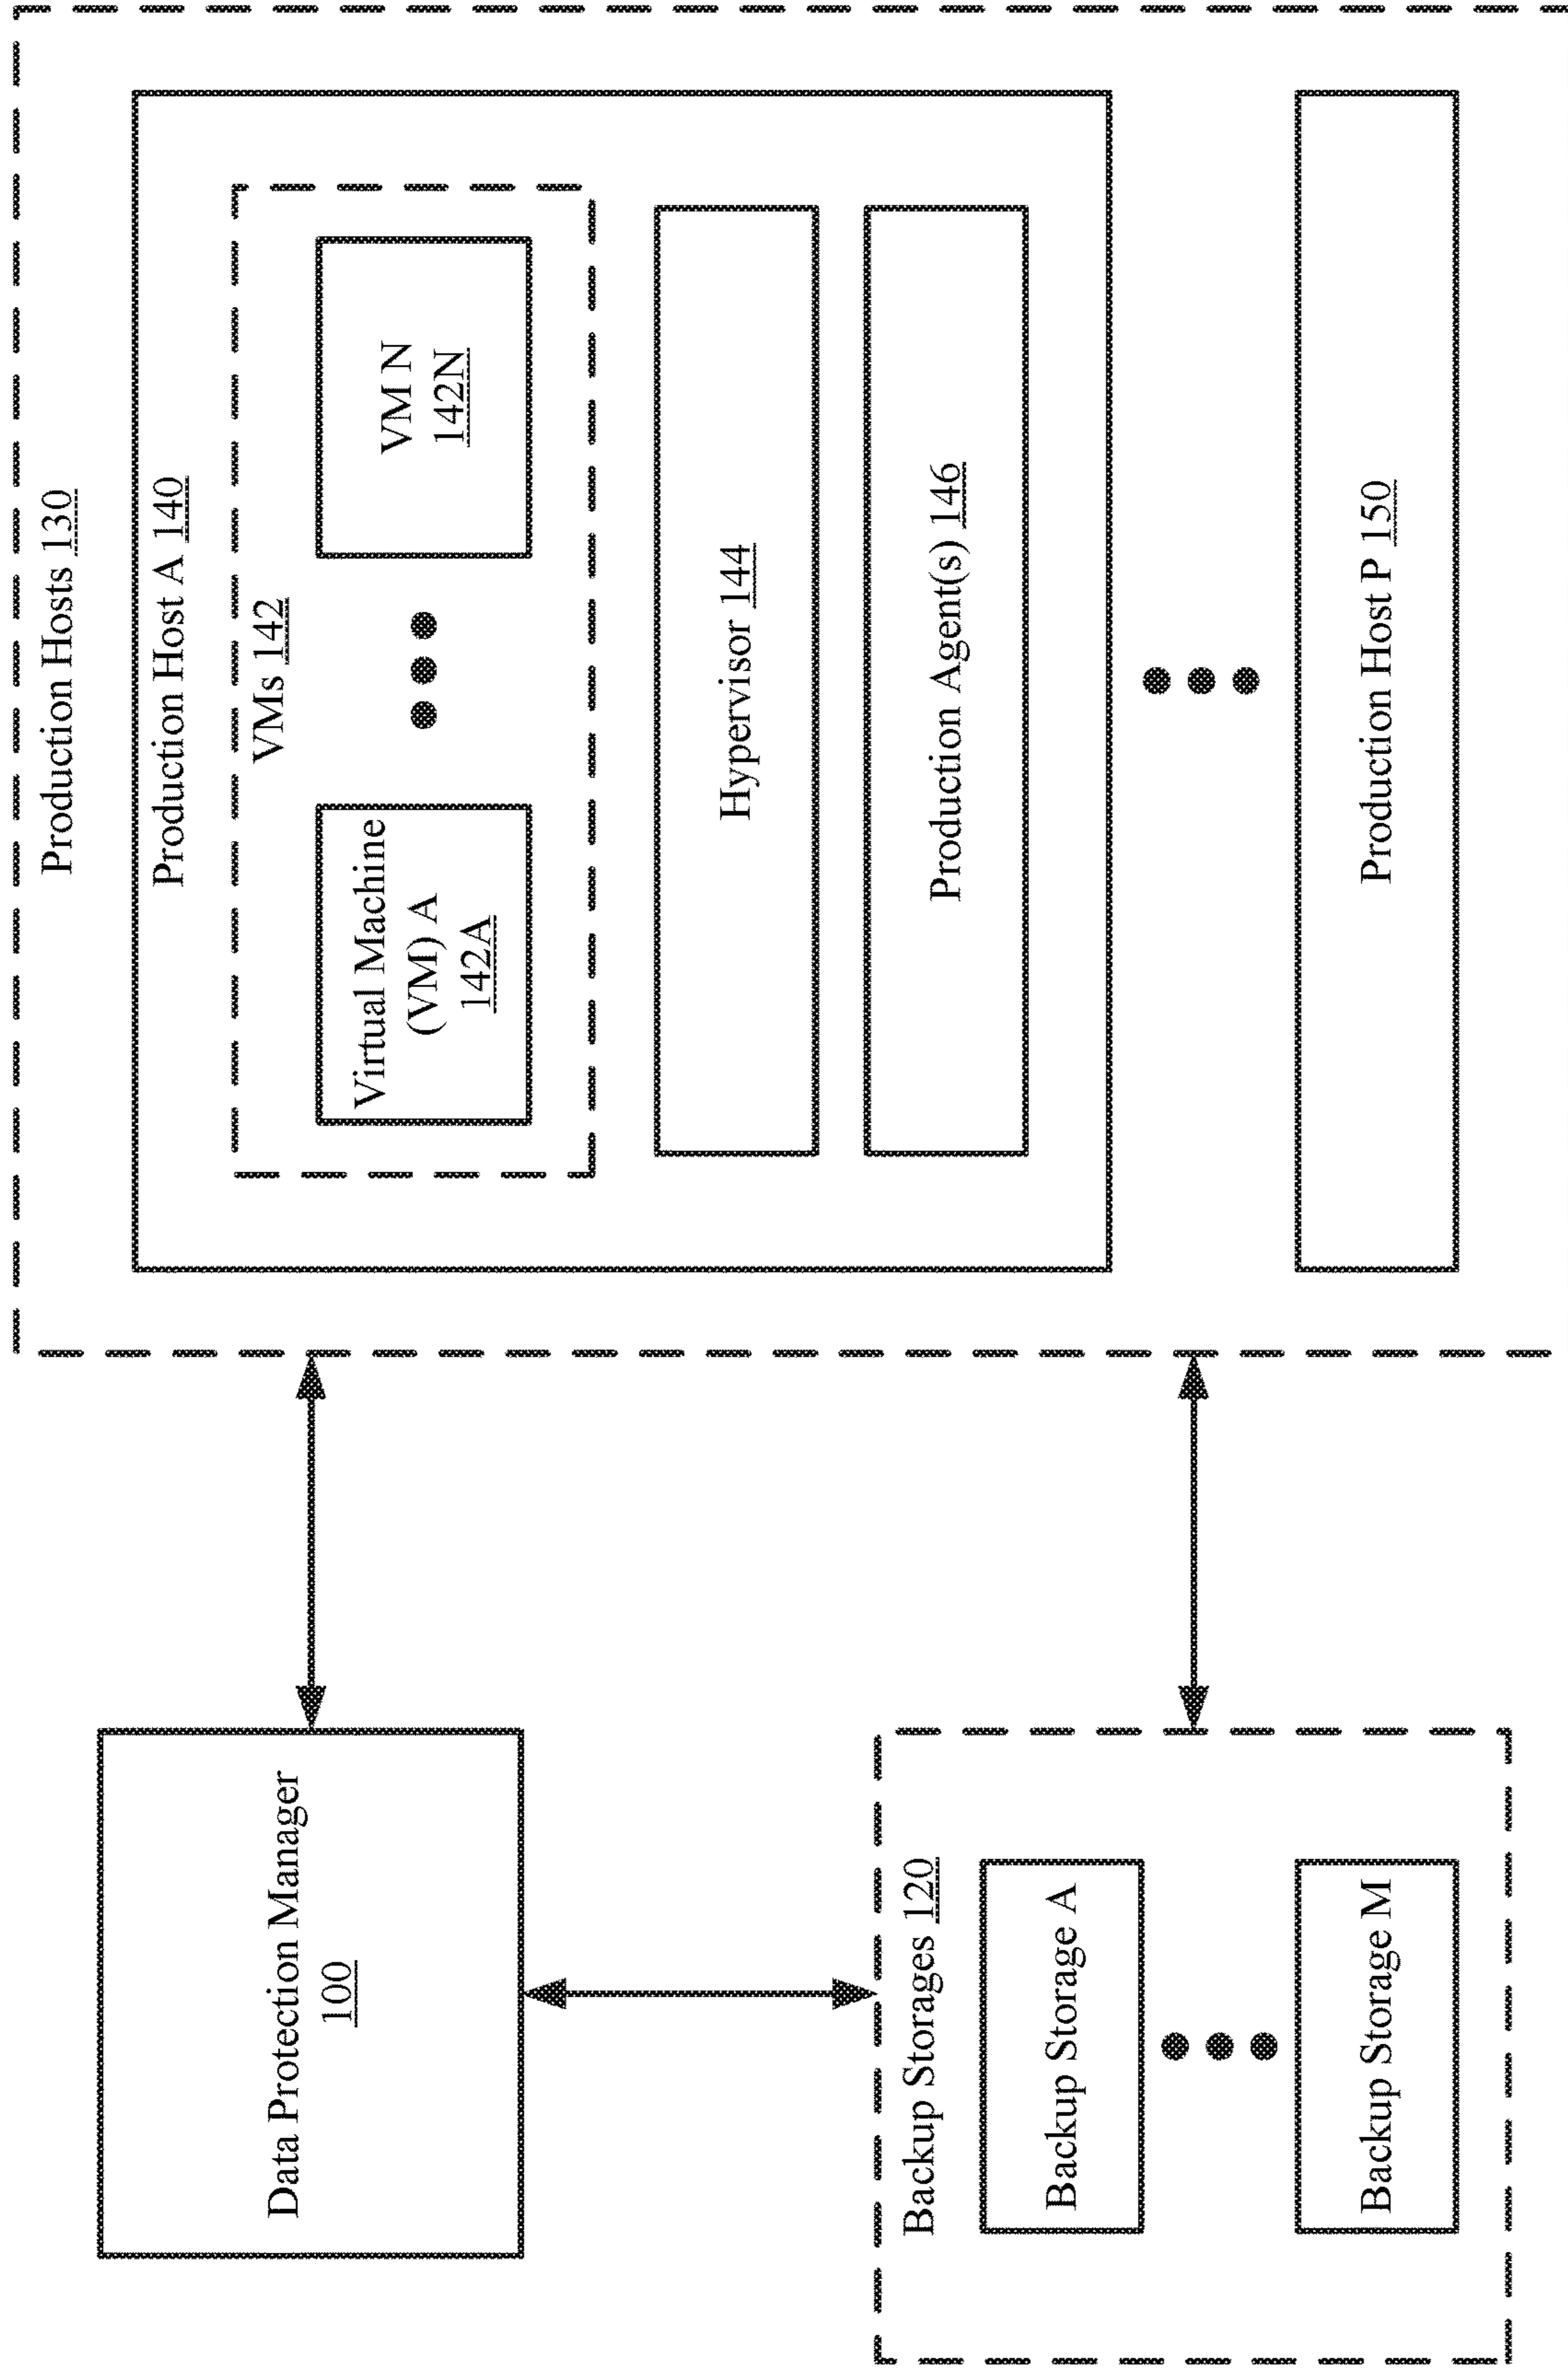 Data Protection Manager
100
Backup Storages 120
Backup Storage A
Backup Storage M
Production Hosts 130
Production Host A 140
VMs 142
Virtual Machine
(VM) A
142A
VM N
142N
Hypervisor 144
Production Agent(s) 146
Production Host P 150